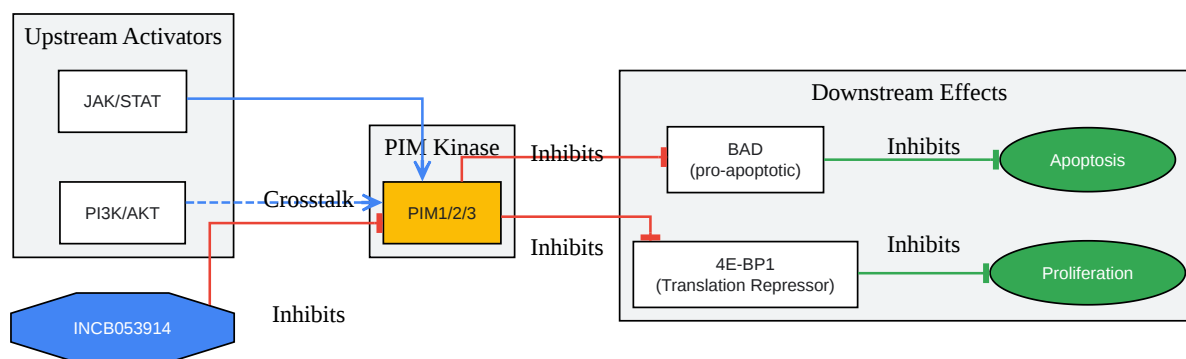 Upstream Activators
JAK/STAT
PI3K/AKT
Crosstalk
PIM Kinase
PIM1/2/3
INCB053914
Inhibits
Inhibits
Inhibits
Downstream Effects
BAD
(pro-apoptotic)
Inhibits
Apoptosis
4E-BP1
(Translation Repressor)
Inhibits
Proliferation